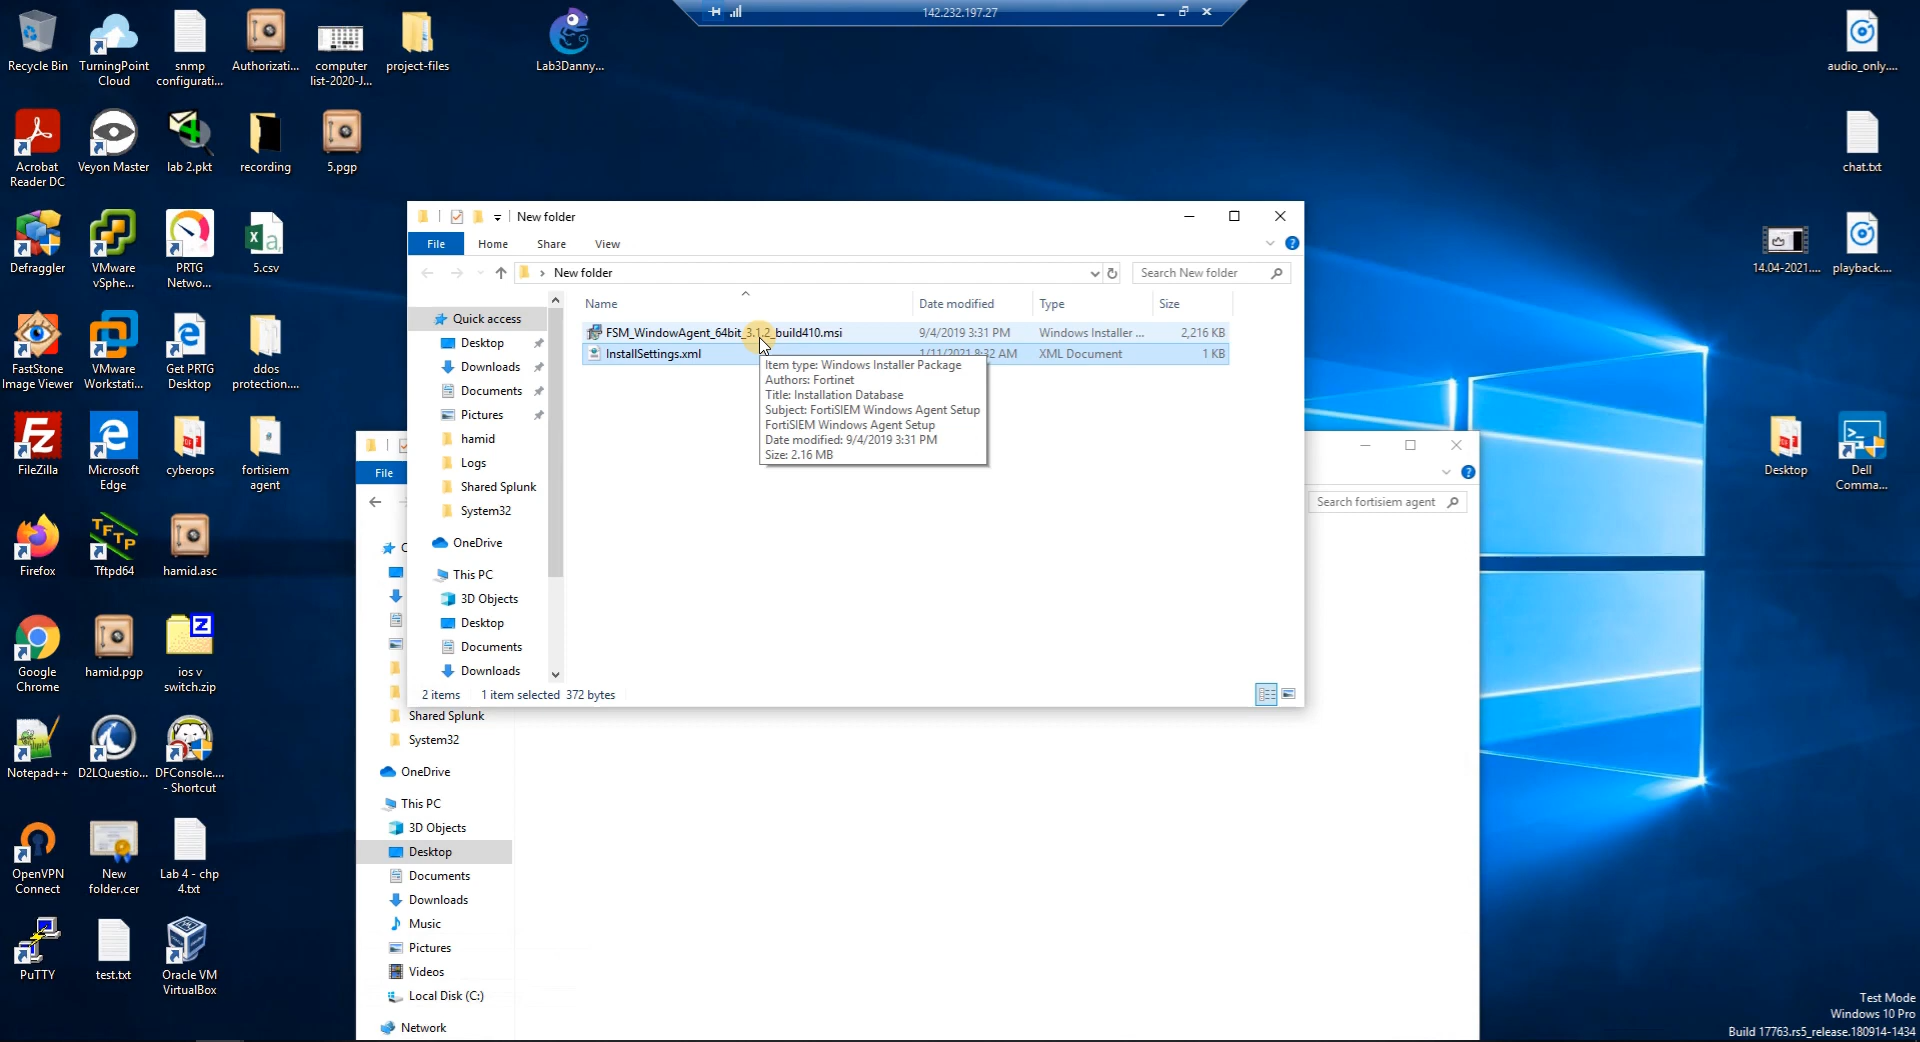 142.232.197.27
Recycle Bin
TurningPoint
Cloud
snmp
configurati...
Authorizati...
computer
list-2020-J...
project-files
Lab3Danny...
audio_only....
Acrobat
Reader DC
Veyon Master
lab 2.pkt
recording
5.pgp
chat.txt
Defraggler
VMware
vSphe...
PRTG
Netwo...
5.csv
14.04-2021....
playback....
FastStone
Image Viewer
VMware
Workstati...
Get PRTG
Desktop
ddos
protection....
FileZilla
Microsoft
Edge
cyberops
fortisiem
agent
Desktop
Dell
Comma...
Firefox
TFTP
Tftpd64
hamid.asc
Google
Chrome
hamid.pgp
ios v
switch.zip
Notepad++
D2LQuestio...
DFConsole....
- Shortcut
OpenVPN
Connect
New
folder.cer
Lab 4 - chp
4.txt
PuTTY
test.txt
Oracle VM
VirtualBox
New folder
File
Home
Share
View
New folder
Search New folder
Name
Date modified
Type
Size
FSM_WindowAgent_64bit_3.1.2_build410.msi
9/4/2019 3:31 PM
Windows Installer ...
2,216 KB
InstallSettings.xml
1/11/2021 8:32 AM
XML Document
1 KB
Item type: Windows Installer Package
Authors: Fortinet
Title: Installation Database
Subject: FortiSIEM Windows Agent Setup
FortiSIEM Windows Agent Setup
Date modified: 9/4/2019 3:31 PM
Size: 2.16 MB
Quick access
Desktop
Downloads
Documents
Pictures
hamid
Logs
Shared Splunk
System32
OneDrive
This PC
3D Objects
Desktop
Documents
Downloads
2 items
1 item selected 372 bytes
File
Search fortisiem agent
Shared Splunk
System32
OneDrive
This PC
3D Objects
Desktop
Documents
Downloads
Music
Pictures
Videos
Local Disk (C:)
Network
Test Mode
Windows 10 Pro
Build 17763.rs5_release.180914-1434